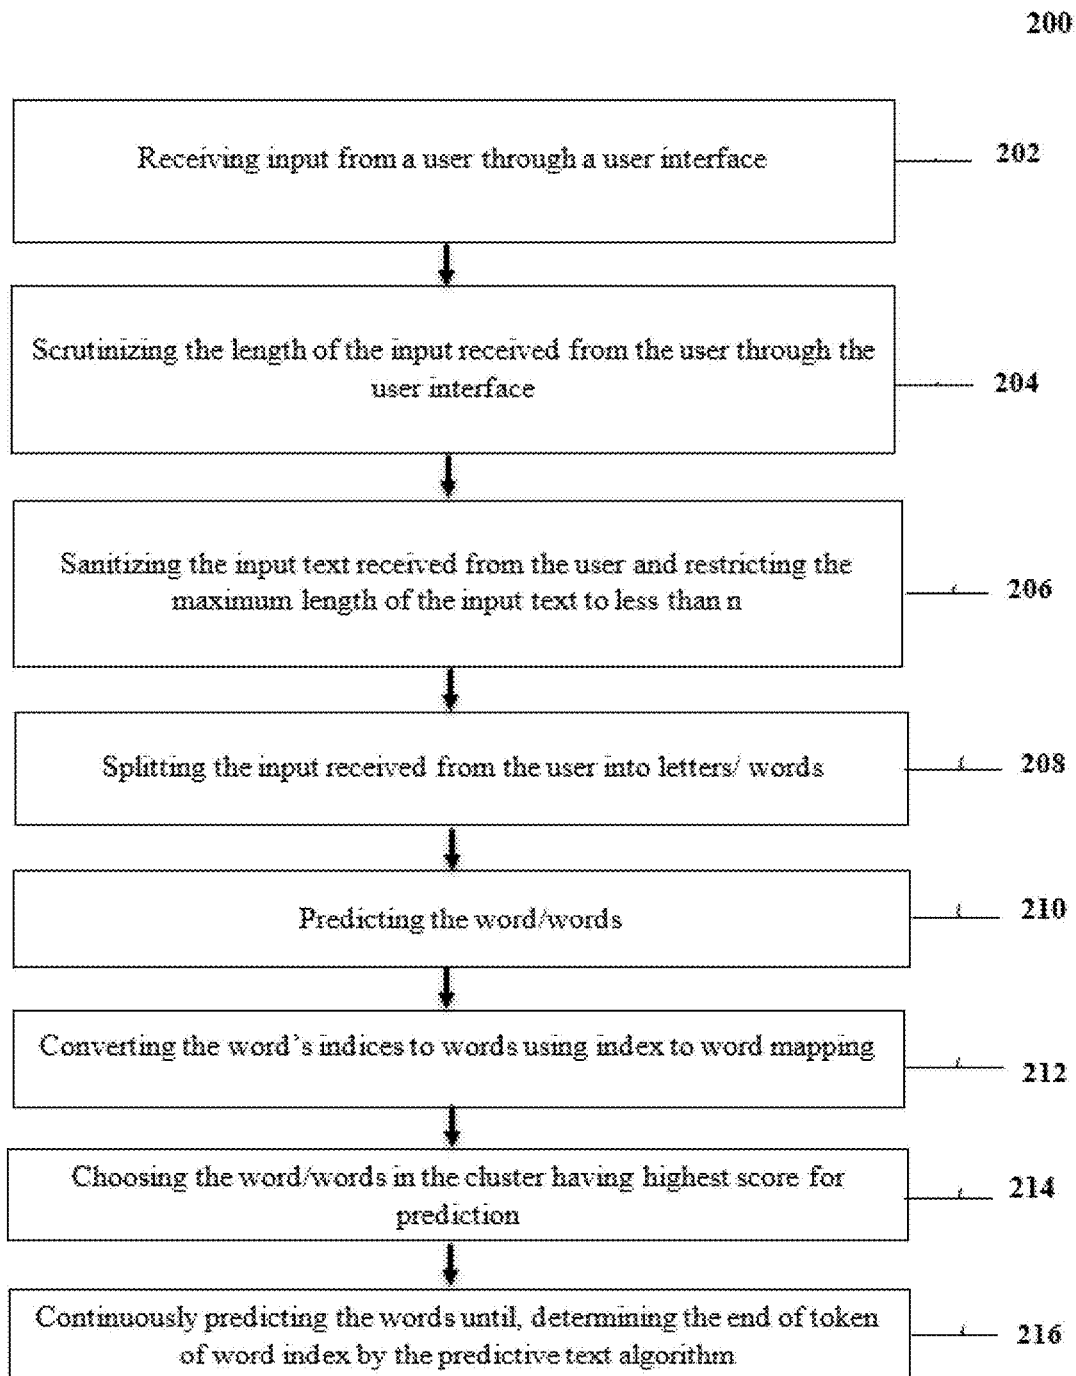 200
Receiving input from a user through a user interface
202
Scrutinizing the length of the input received from the user through the
user interface
204
Sanitizing the input text received from the user and restricting the
maximum length of the input text to less than n
206
Splitting the input received from the user into letters/ words
208
Predicting the word/words
210
Converting the word's indices to words using index to word mapping
212
Choosing the word/words in the cluster having highest score for
prediction
214
Continuously predicting the words until, determining the end of token
of word index by the predictive text algorithm
216